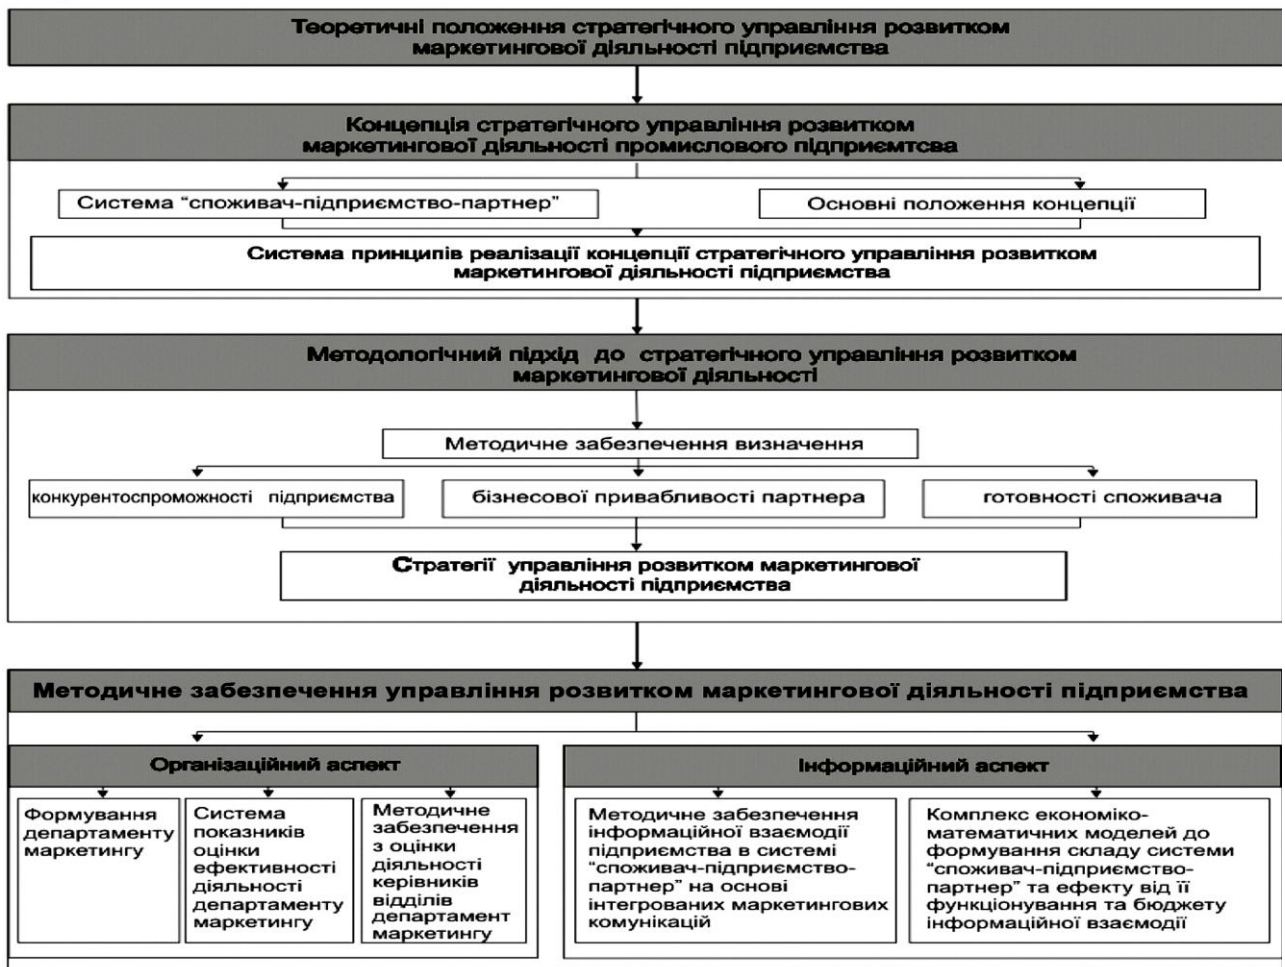 Теоретичні положення стратегічного управління розвитком
маркетингової діяльності підприємства
Концепція стратегічного управління розвитком
маркетингової діяльності промислового підприємтсва
Система “споживач-підприємство-партнер”
Основні положення концепції
Система принципів реалізації концепції стратегічного управління розвитком
маркетингової діяльності підприємства
Методологічний підхід до стратегічного управління розвитком
маркетингової діяльності
Методичне забезпечення визначення
конкурентоспроможності підприємства
бізнесової привабливості партнера
готовності споживача
Стратегії управління розвитком маркетингової
діяльності підприємства
Методичне забезпечення управління розвитком маркетингової діяльності підприємства
Організаційний аспект
Формування
департаменту
маркетингу
Система
показників
оцінки
ефективності
діяльності
департаменту
маркетингу
Методичне
забезпечення
з оцінки
діяльності
керівників
відділів
департамент
маркетингу
Інформаційний аспект
Методичне забезпечення
інформаційної взаємодії
підприємства в системі
“споживач-підприємство-
партнер” на основі
інтегрованих маркетингових
комунікацій
Комплекс економіко-
математичних моделей до
формування складу системи
“споживач-підприємство-
партнер” та ефекту від її
функціонування та бюджету
інформаційної взаємодії